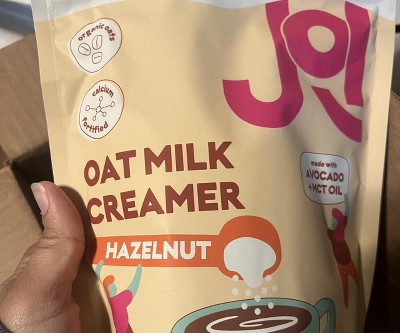 organic oats
JOI
calcium
fortified
OAT MILK
CREAMER
made with
AVOCADO
+ MCT OIL
HAZELNUT